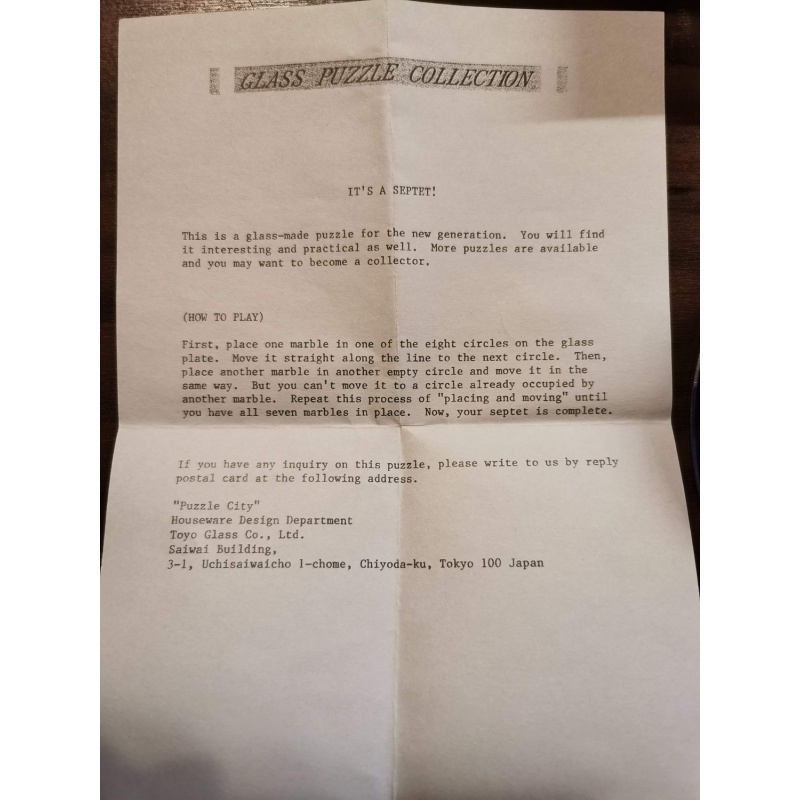 GLASS PUZZLE COLLECTION
IT'S A SEPTET!
This is a glass-made puzzle for the new generation. You will find
it interesting and practical as well. More puzzles are available
and you may want to become a collector.
(HOW TO PLAY)
First, place one marble in one of the eight circles on the glass
plate. Move it straight along the line to the next circle. Then,
place another marble in another empty circle and move it in the
same way. But you can't move it to a circle already occupied by
another marble. Repeat this process of "placing and moving" until
you have all seven marbles in place. Now, your septet is complete.
If you have any inquiry on this puzzle, please write to us by reply
postal card at the following address.
"Puzzle City"
Houseware Design Department
Toyo Glass Co., Ltd.
Saiwai Building,
3-1, Uchisaiwaicho 1-chome, Chiyoda-ku, Tokyo 100 Japan